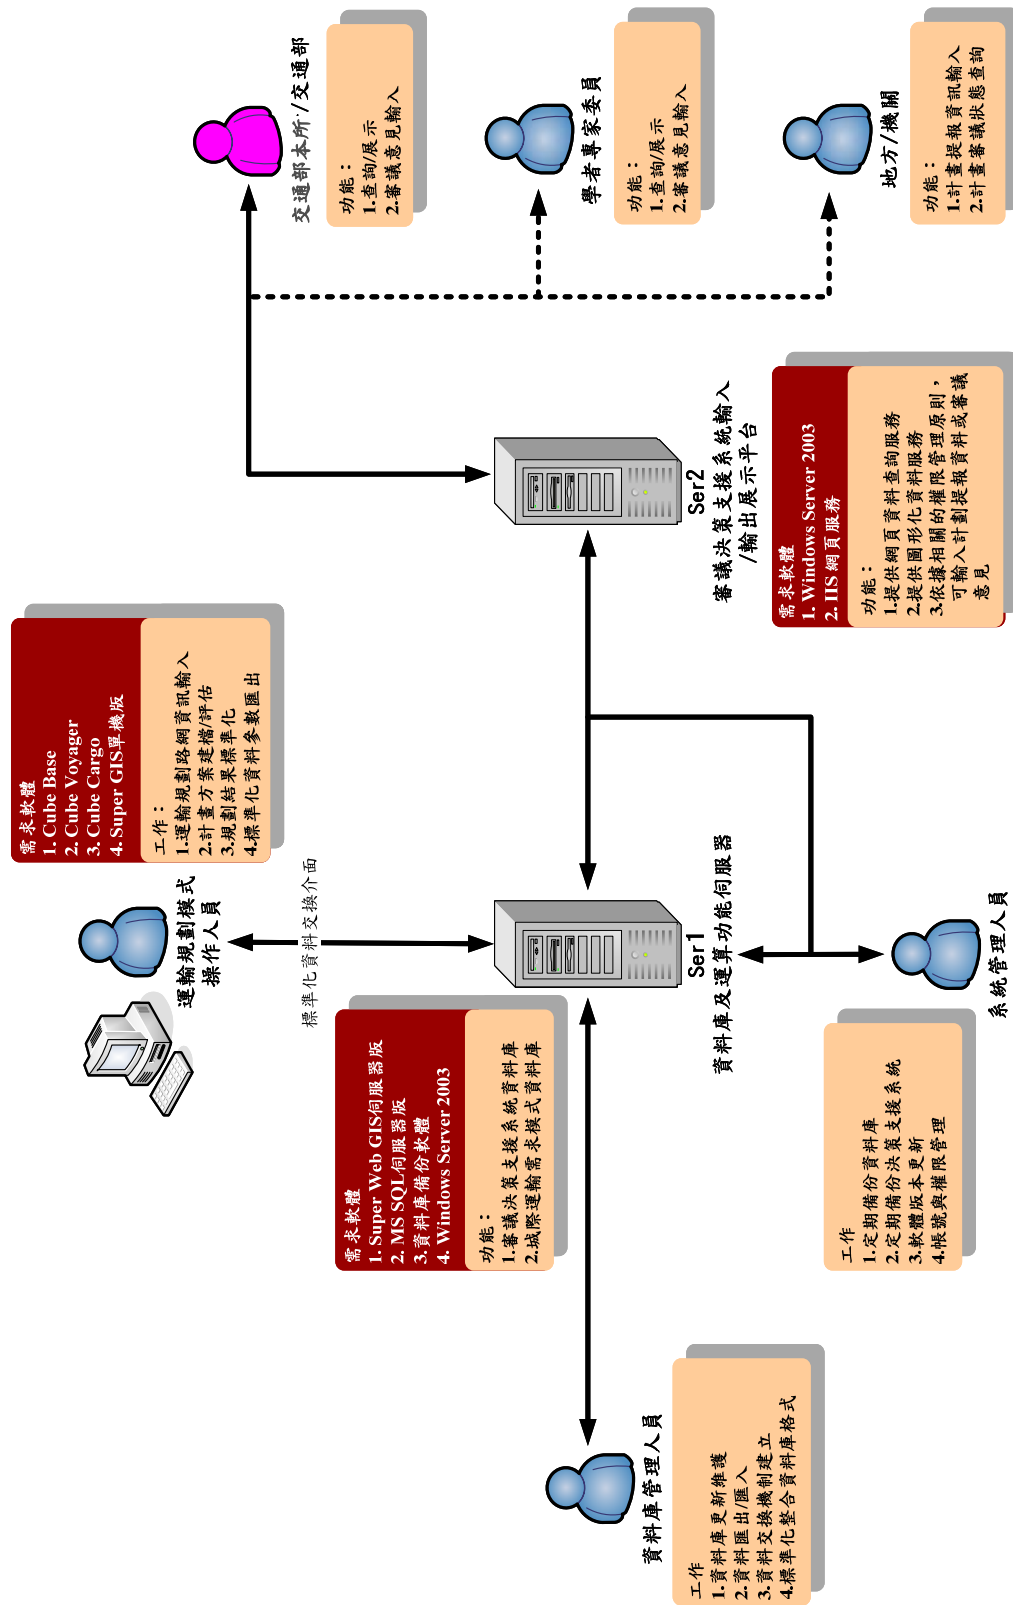 資料庫管理人員
工作
1.資料庫更新維護
2.資料匯出/匯入
3.資料交換機制建立
4.標準化整合資料庫格式
運輸規劃模式
操作人員
標準化資料交換介面
需求軟體
1. Cube Base
2. Cube Voyager
3. Cube Cargo
4. Super GIS單機版
工作：
1.運輸規劃路網資訊輸入
2.計畫方案建檔/評估
3.規劃結果標準化
4.標準化資料參數匯出
需求軟體
1. Super Web GIS伺服器版
2. MS SQL伺服器版
3. 資料庫備份軟體
4. Windows Server 2003
功能：
1.審議決策支援系統資料庫
2.城際運輸需求模式資料庫
Ser1
資料庫及運算功能伺服器
工作
1.定期備份資料庫
2.定期備份決策支援系統
3.軟體版本更新
4.帳號與權限管理
系統管理人員
Ser2
審議決策支援系統輸入
/輸出展示平台
需求軟體
1. Windows Server 2003
2. IIS 網頁服務
功能：
1.提供網頁資料查詢服務
2.提供圖形化資料服務
3.依據相關的權限管理原則，
可輸入計劃提報資料或審議
意見
交通部本所/交通部
功能：
1.查詢/展示
2.審議意見輸入
學者專家委員
功能：
1.查詢/展示
2.審議意見輸入
地方/機關
功能：
1.計畫提報資訊輸入
2.計畫審議狀態查詢